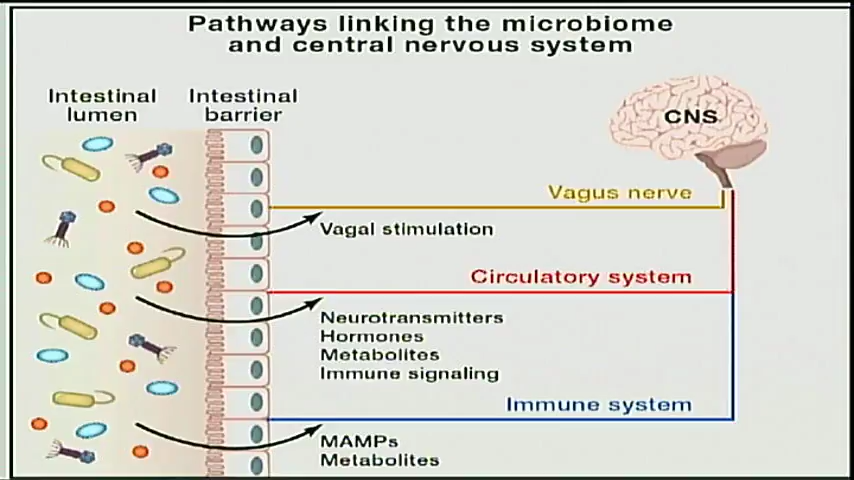 Pathways linking the microbiome
and central nervous system
Intestinal
lumen
Intestinal
barrier
CNS
Vagus nerve
Vagal stimulation
Circulatory system
Neurotransmitters
Hormones
Metabolites
Immune signaling
Immune system
MAMPs
Metabolites